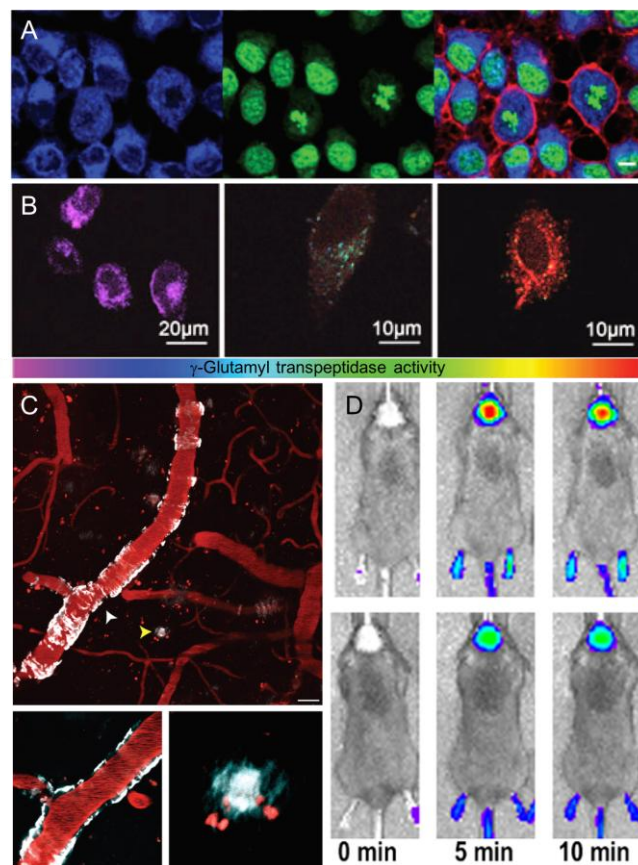 A
B
20μm
10μm
10μm
γ-Glutamyl transpeptidase activity
C
D
0 min
5 min
10 min